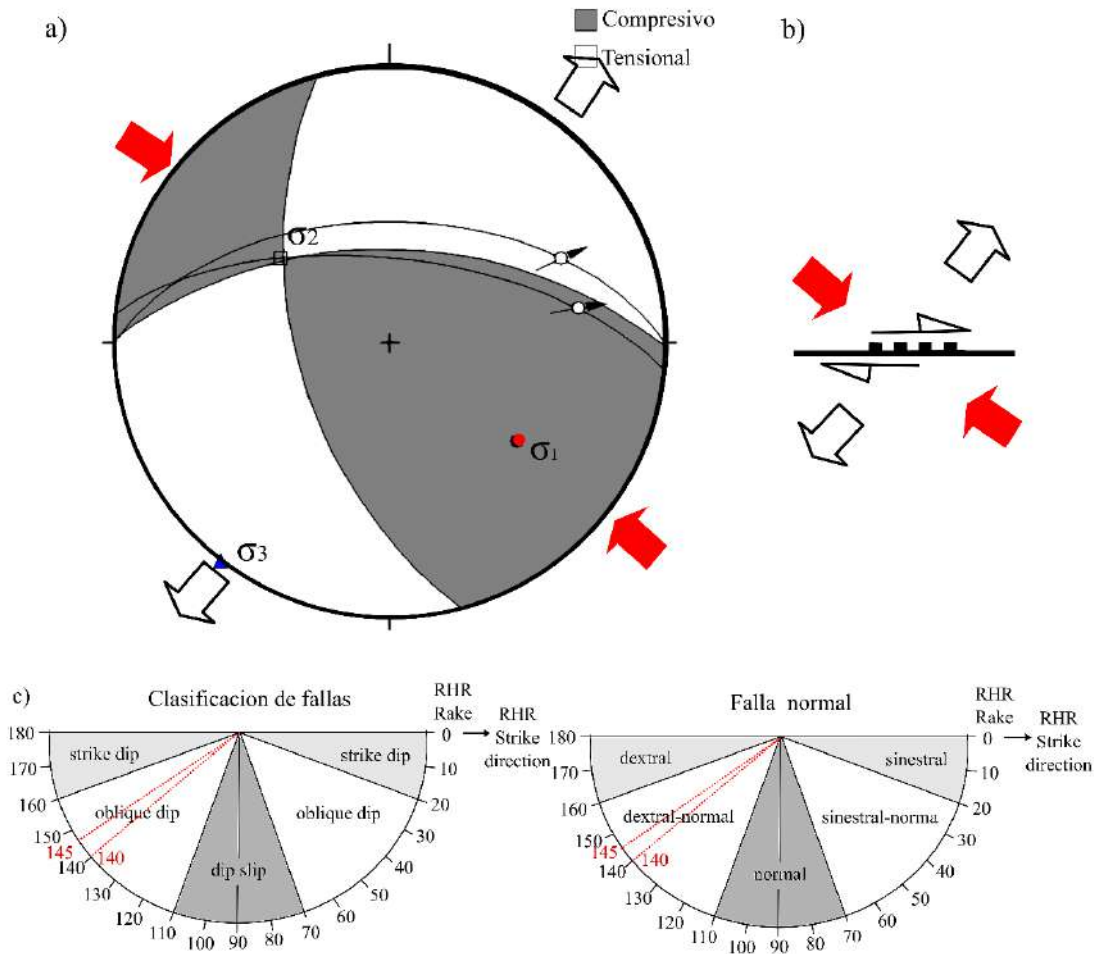 a)
Compresivo
Tensional
b)
σ2
σ1
σ3
c)
Clasificacion de fallas
RHR
Rake
RHR
Strike
direction
180
0
strike dip
strike dip
170
10
160
20
oblique dip
oblique dip
150
30
145
140
140
40
130
dip slip
50
120
60
110
70
100
90
80
Falla normal
RHR
Rake
RHR
Strike
direction
180
0
dextral
sinestral
170
10
160
20
dextral-normal
sinestral-norma
150
30
145
140
140
40
130
normal
50
120
60
110
70
100
90
80